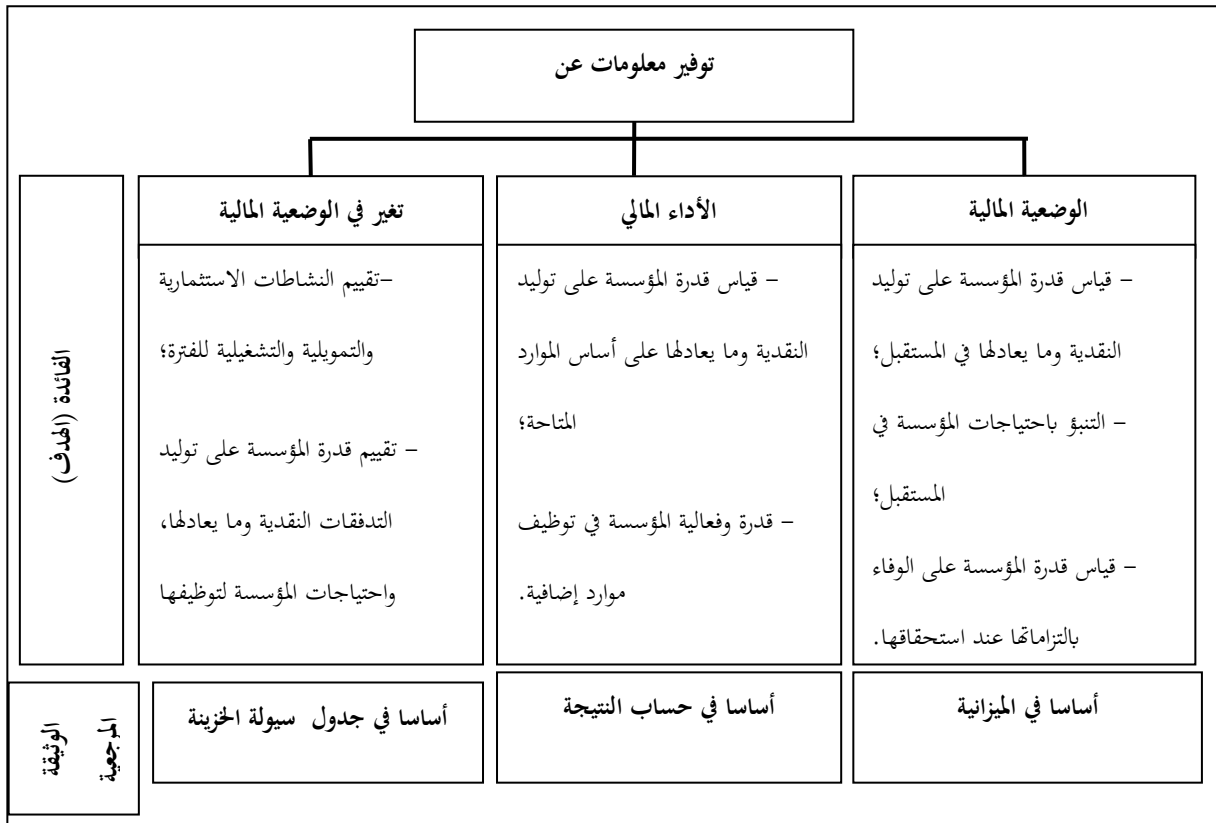 توفير معلومات عن
الوضعية المالية
الأداء المالي
تغير في الوضعية المالية
الفائدة (الهدف)
– قياس قدرة المؤسسة على توليد
النقدية وما يعادلها في المستقبل؛
– التنبؤ باحتياجات المؤسسة في
المستقبل؛
– قياس قدرة المؤسسة على الوفاء
بالتزاماتها عند استحقاقها.
– قياس قدرة المؤسسة على توليد
النقدية وما يعادلها على أساس الموارد
المتاحة؛
– قدرة وفعالية المؤسسة في توظيف
موارد إضافية.
–تقييم النشاطات الاستثمارية
والتمويلية والتشغيلية للفترة؛
– تقييم قدرة المؤسسة على توليد
التدفقات النقدية وما يعادلها،
واحتياجات المؤسسة لتوظيفها
الوثيقة
المرجعية
أساسا في الميزانية
أساسا في حساب النتيجة
أساسا في جدول سيولة الخزينة